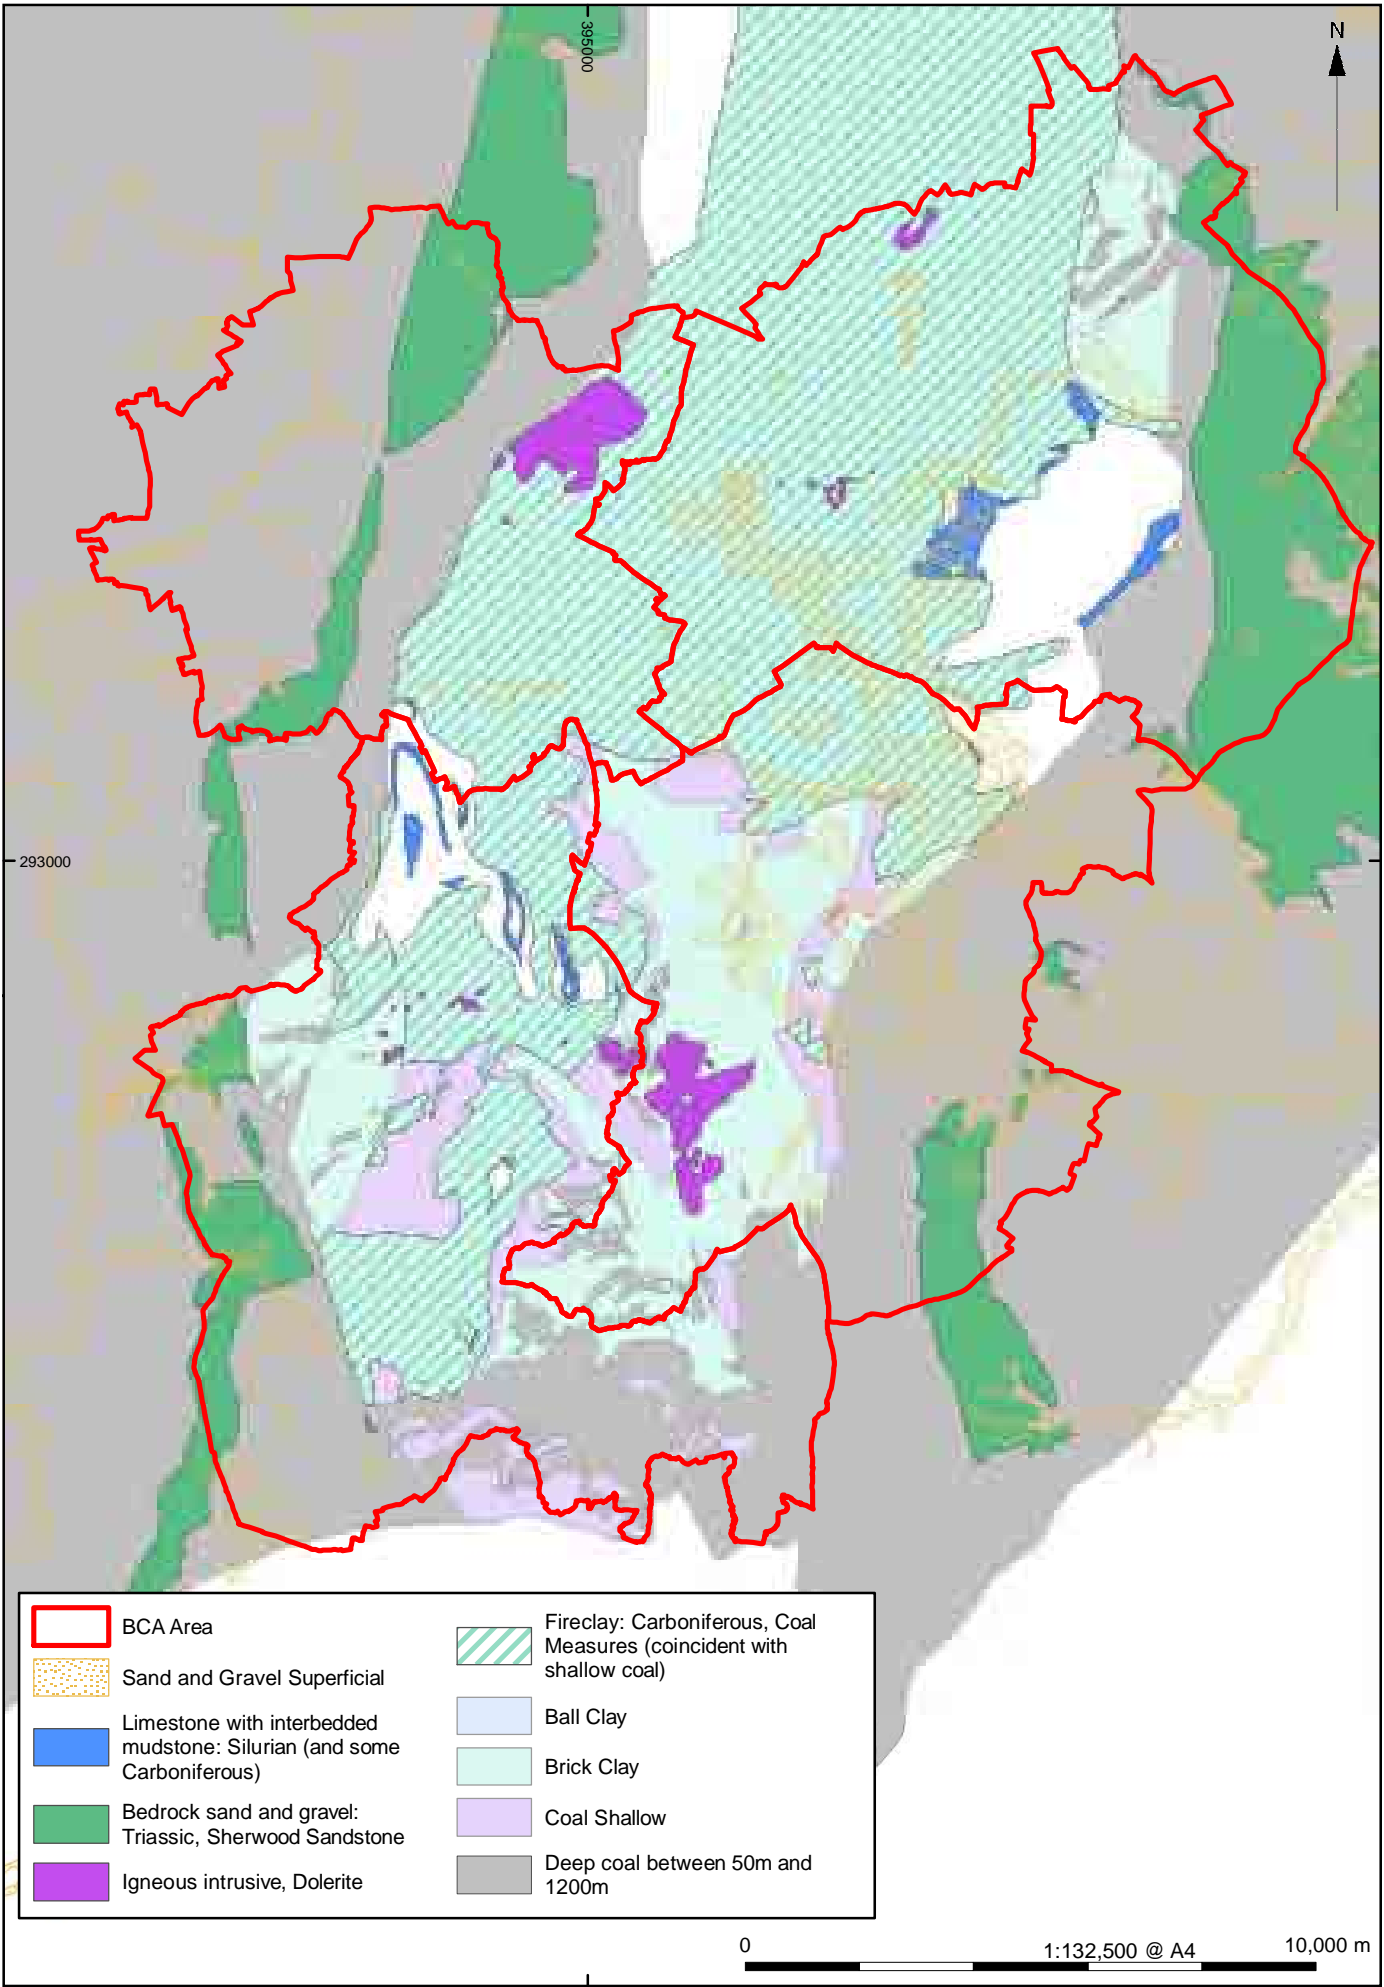 N
395000
293000
BCA Area
Sand and Gravel Superficial
Limestone with interbedded
mudstone: Silurian (and some
Carboniferous)
Bedrock sand and gravel:
Triassic, Sherwood Sandstone
Igneous intrusive, Dolerite
Fireclay: Carboniferous, Coal
Measures (coincident with
shallow coal)
Ball Clay
Brick Clay
Coal Shallow
Deep coal between 50m and
1200m
0
1:132,500 @ A4
10,000 m